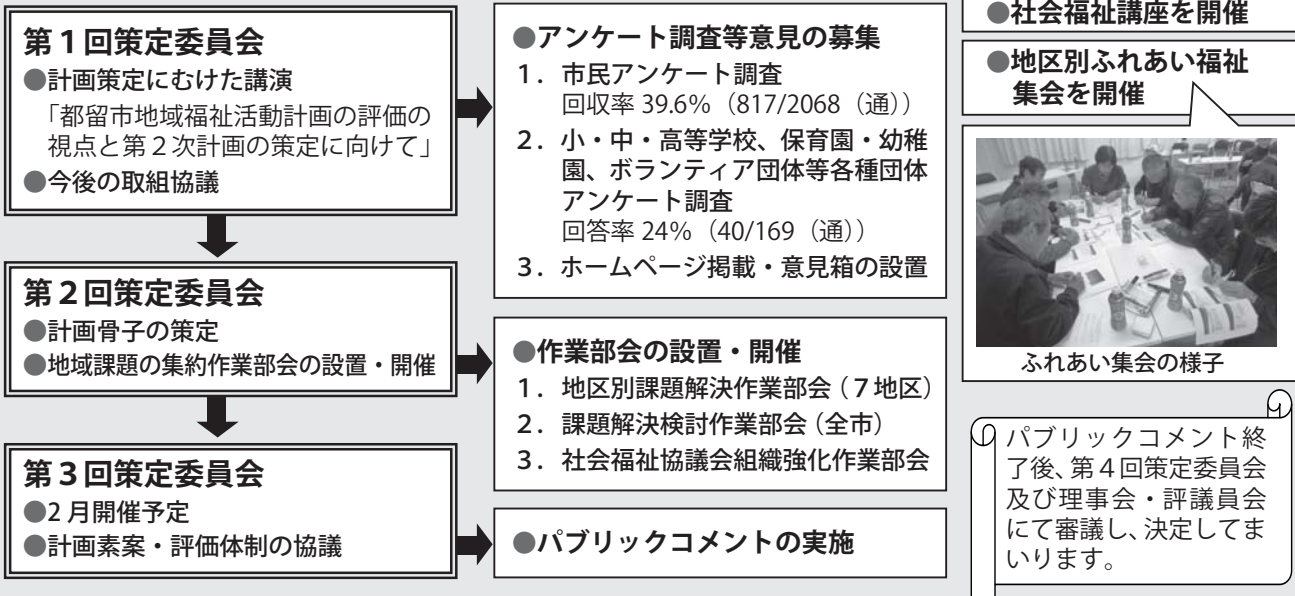 第１回策定委員会
●計画策定にむけた講演
「都留市地域福祉活動計画の評価の
視点と第２次計画の策定に向けて」
●今後の取組協議
第２回策定委員会
●計画骨子の策定
●地域課題の集約作業部会の設置・開催
第３回策定委員会
●2 月開催予定
●計画素案・評価体制の協議
●アンケート調査等意見の募集
１．市民アンケート調査
回収率 39.6%（817/2068（通））
２．小・中・高等学校、保育園・幼稚
園、ボランティア団体等各種団体
アンケート調査
回答率 24%（40/169（通））
３．ホームページ掲載・意見箱の設置
●作業部会の設置・開催
１．地区別課題解決作業部会（７地区）
２．課題解決検討作業部会（全市）
３．社会福祉協議会組織強化作業部会
●パブリックコメントの実施
●社会福祉講座を開催
●地区別ふれあい福祉
集会を開催
ふれあい集会の様子
パブリックコメント終
了後、第４回策定委員会
及び理事会・評議員会
にて審議し、決定してま
いります。